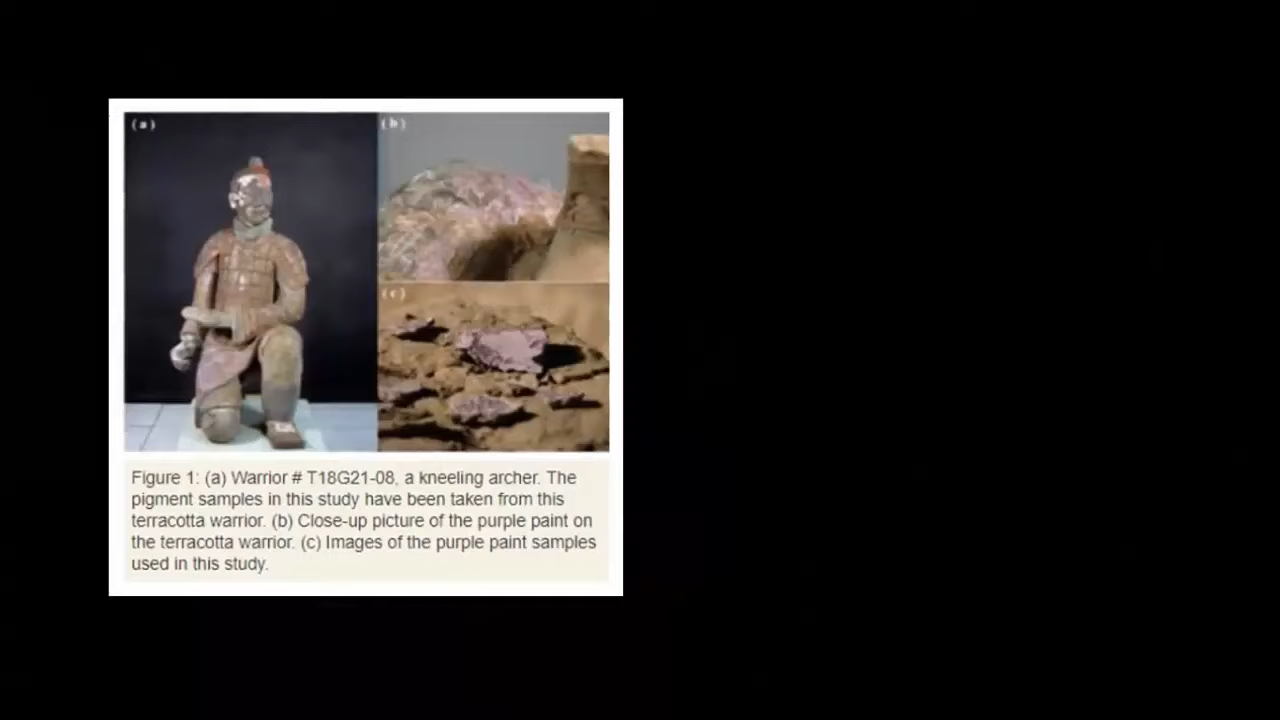 (a)
(b)
(c)
Figure 1: (a) Warrior # T18G21-08, a kneeling archer. The
pigment samples in this study have been taken from this
terracotta warrior. (b) Close-up picture of the purple paint on
the terracotta warrior. (c) Images of the purple paint samples
used in this study.